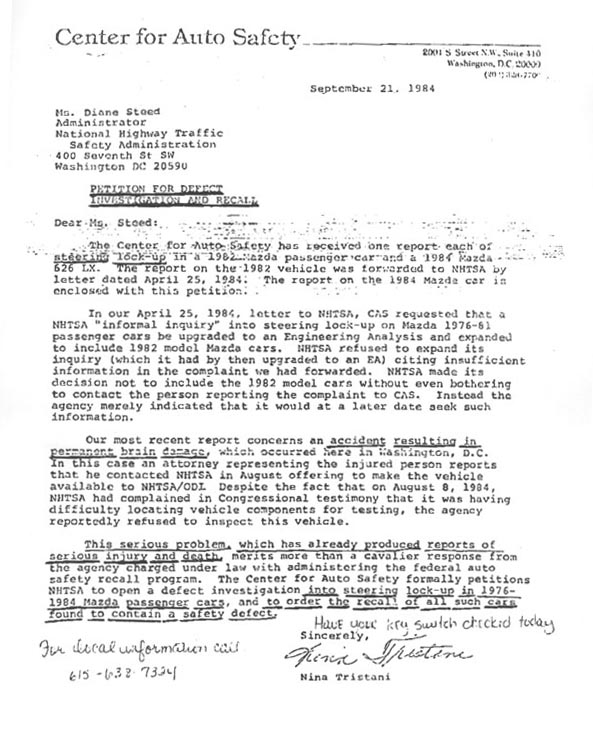 Center for Auto Safety
2001 S Street N.W., Suite 410
Washington, D.C. 20009
September 21, 1984
Ms. Diane Steed
Administrator
National Highway Traffic
Safety Administration
400 Seventh St SW
Washington DC 20590
PETITION FOR DEFECT
INVESTIGATION AND RECALL
Dear Ms. Steed:
The Center for Auto Safety has received one report each of
steering lock-up in a 1982 Mazda passenger car and a 1984 Mazda
626 LX. The report on the 1982 vehicle was forwarded to NHTSA by
letter dated April 25, 1984. The report on the 1984 Mazda car is
enclosed with this petition.
In our April 25, 1984, letter to NHTSA, CAS requested that a
NHTSA "informal inquiry" into steering lock-up on Mazda 1976-81
passenger cars be upgraded to an Engineering Analysis and expanded
to include 1982 model Mazda cars. NHTSA refused to expand its
inquiry (which it had by then upgraded to an EA) citing insufficient
information in the complaint we had forwarded. NHTSA made its
decision not to include the 1982 model cars without even bothering
to contact the person reporting the complaint to CAS. Instead the
agency merely indicated that it would at a later date seek such
information.
Our most recent report concerns an accident resulting in
permanent brain damage, which occurred here in Washington, D.C.
In this case an attorney representing the injured person reports
that he contacted NHTSA in August offering to make the vehicle
available to NHTSA/ODI. Despite the fact that on August 8, 1984,
NHTSA had complained in Congressional testimony that it was having
difficulty locating vehicle components for testing, the agency
reportedly refused to inspect this vehicle.
This serious problem, which has already produced reports of
serious injury and death, merits more than a cavalier response from
the agency charged under law with administering the federal auto
safety recall program. The Center for Auto Safety formally petitions
NHTSA to open a defect investigation into steering lock-up in 1976-
1984 Mazda passenger cars, and to order the recall of all such cars
found to contain a safety defect.
Have your key switch checked today
Sincerely,
For local information call
615-638-7324
Nina Tristani
Nina Tristani